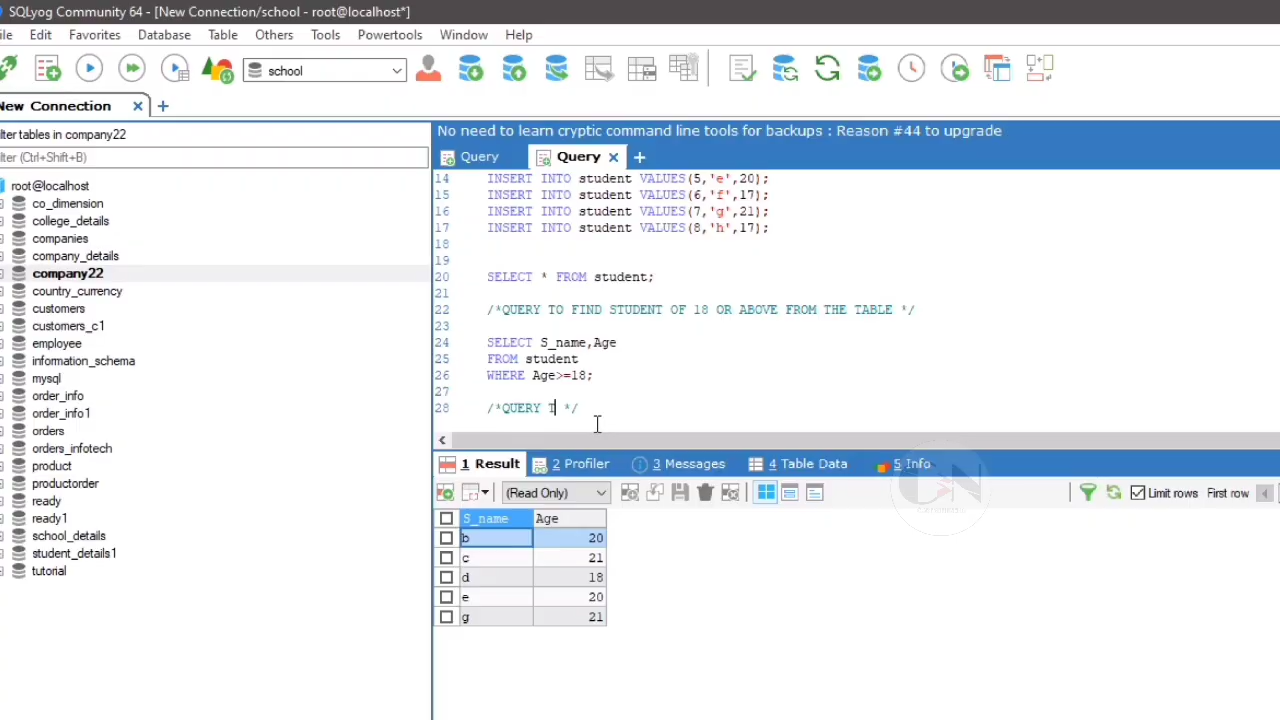 SQLyog Community 64 - [New Connection/school - root@localhost*]
ile Edit Favorites Database Table Others Tools Powertools Window Help
school
New Connection
No need to learn cryptic command line tools for backups : Reason #44 to upgrade
lter tables in company22
Query Query
lter (Ctrl+Shift+B)
root@localhost
co_dimension
college_details
companies
company_details
company22
country_currency
customers
customers_c1
employee
information_schema
mysql
order_info
order_info1
orders
orders_infotech
product
productorder
ready
ready1
school_details
student_details1
tutorial
14 INSERT INTO student VALUES(5,'e',20);
15 INSERT INTO student VALUES(6,'f',17);
16 INSERT INTO student VALUES(7,'g',21);
17 INSERT INTO student VALUES(8,'h',17);
18
19
20 SELECT * FROM student;
21
22 /*QUERY TO FIND STUDENT OF 18 OR ABOVE FROM THE TABLE */
23
24 SELECT S_name,Age
25 FROM student
26 WHERE Age>=18;
27
28 /*QUERY T */
1 Result 2 Profiler 3 Messages 4 Table Data 5 Info
(Read Only) Limit rows First row
S_name Age
b 20
c 21
d 18
e 20
g 21